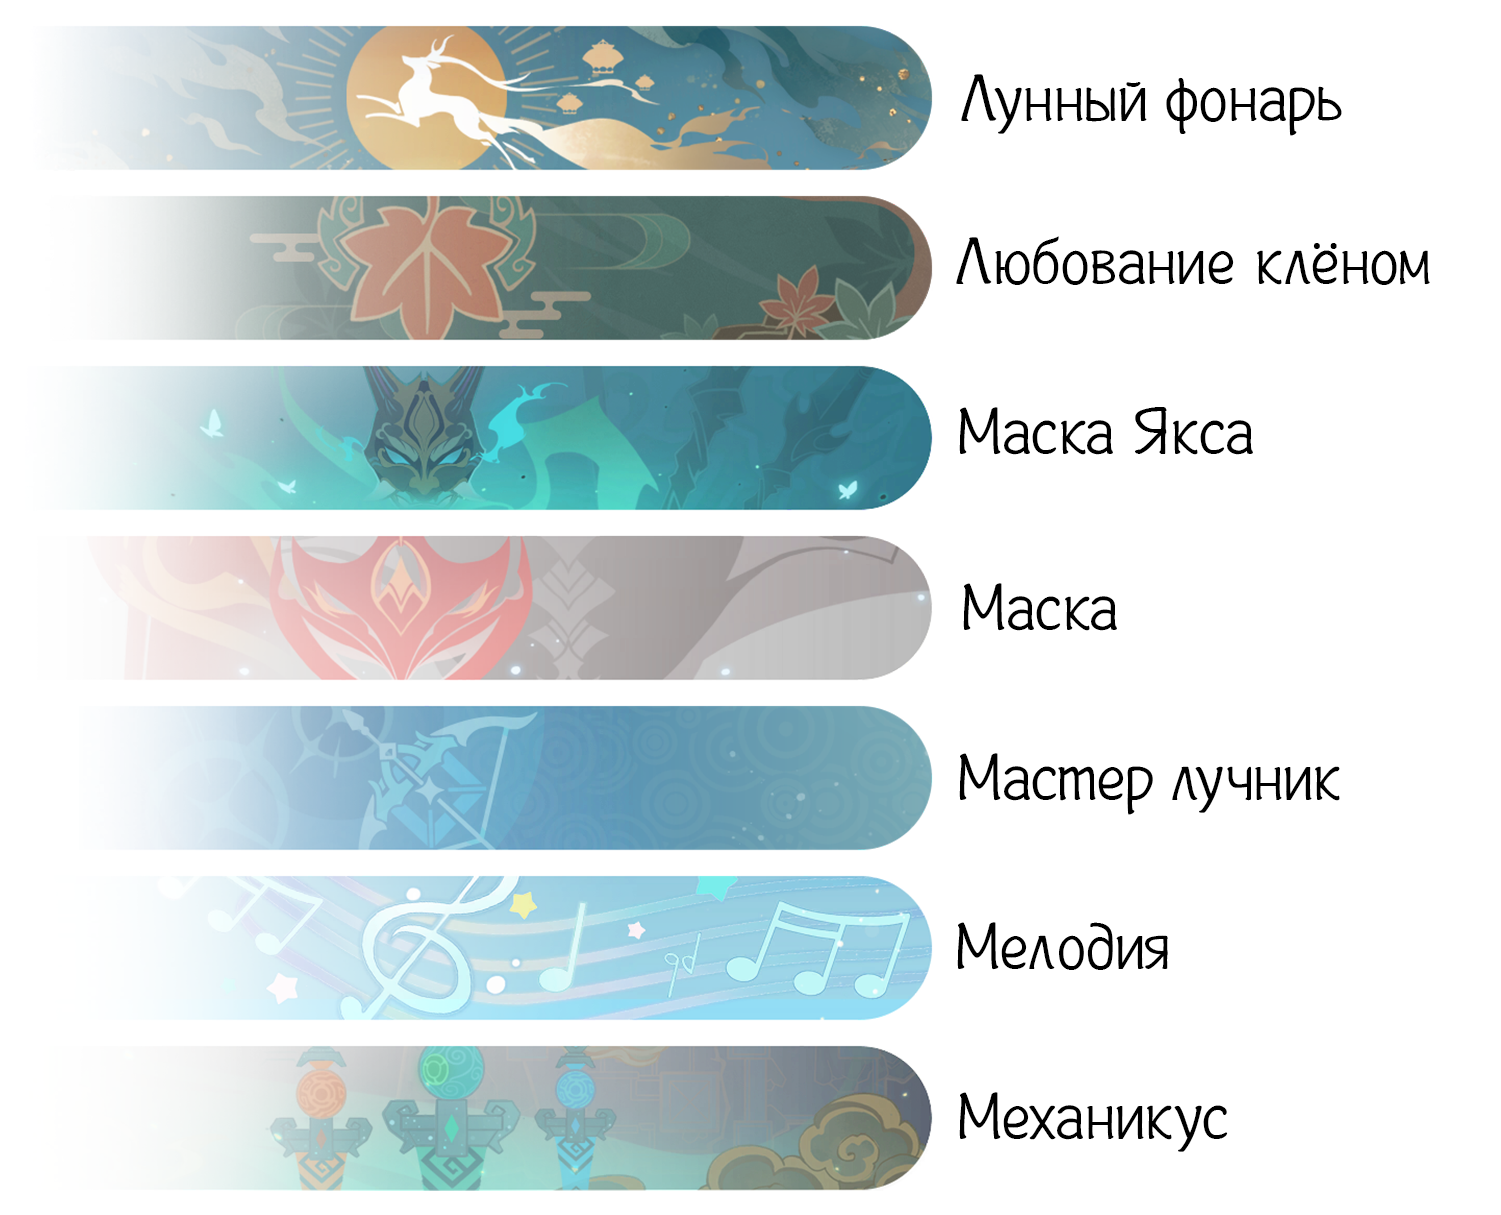 Лунный фонарь
Любование клёном
Маска Якса
Маска
Мастер лучник
Мелодия
Механикус